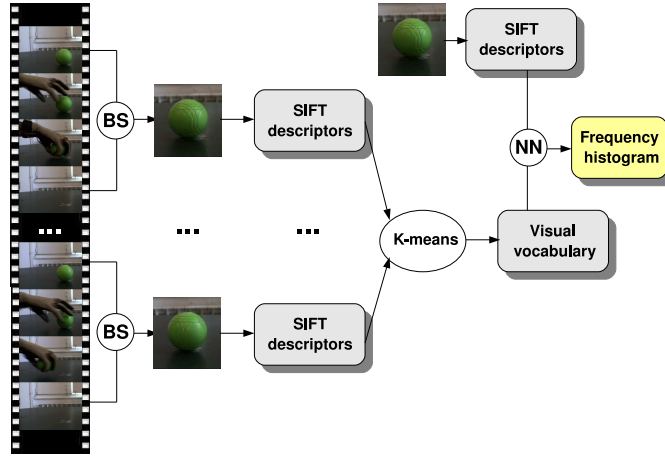 SIFT
descriptors
BS
SIFT
descriptors
NN
Frequency
histogram
...
...
...
K-means
Visual
vocabulary
BS
SIFT
descriptors